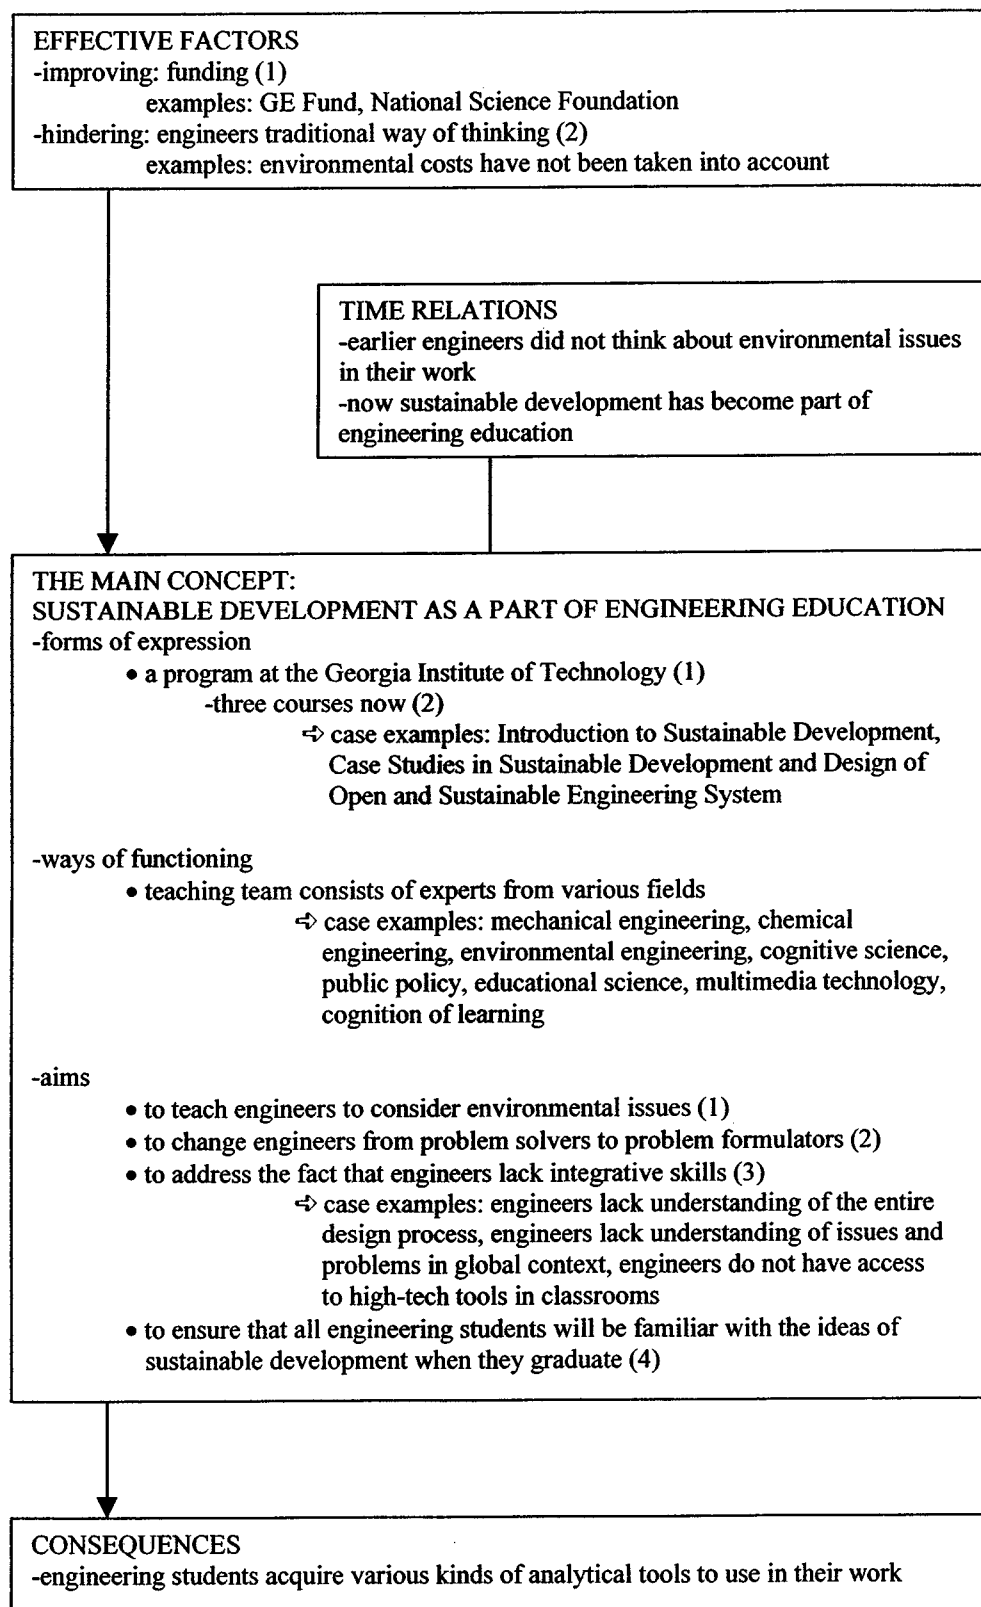 EFFECTIVE FACTORS
-improving: funding (1)
examples: GE Fund, National Science Foundation
-hindering: engineers traditional way of thinking (2)
examples: environmental costs have not been taken into account
TIME RELATIONS
-earlier engineers did not think about environmental issues
in their work
-now sustainable development has become part of
engineering education
THE MAIN CONCEPT:
SUSTAINABLE DEVELOPMENT AS A PART OF ENGINEERING EDUCATION
-forms of expression
• a program at the Georgia Institute of Technology (1)
-three courses now (2)
➪ case examples: Introduction to Sustainable Development,
Case Studies in Sustainable Development and Design of
Open and Sustainable Engineering System
-ways of functioning
• teaching team consists of experts from various fields
➪ case examples: mechanical engineering, chemical
engineering, environmental engineering, cognitive science,
public policy, educational science, multimedia technology,
cognition of learning
-aims
• to teach engineers to consider environmental issues (1)
• to change engineers from problem solvers to problem formulators (2)
• to address the fact that engineers lack integrative skills (3)
➪ case examples: engineers lack understanding of the entire
design process, engineers lack understanding of issues and
problems in global context, engineers do not have access
to high-tech tools in classrooms
• to ensure that all engineering students will be familiar with the ideas of
sustainable development when they graduate (4)
CONSEQUENCES
-engineering students acquire various kinds of analytical tools to use in their work